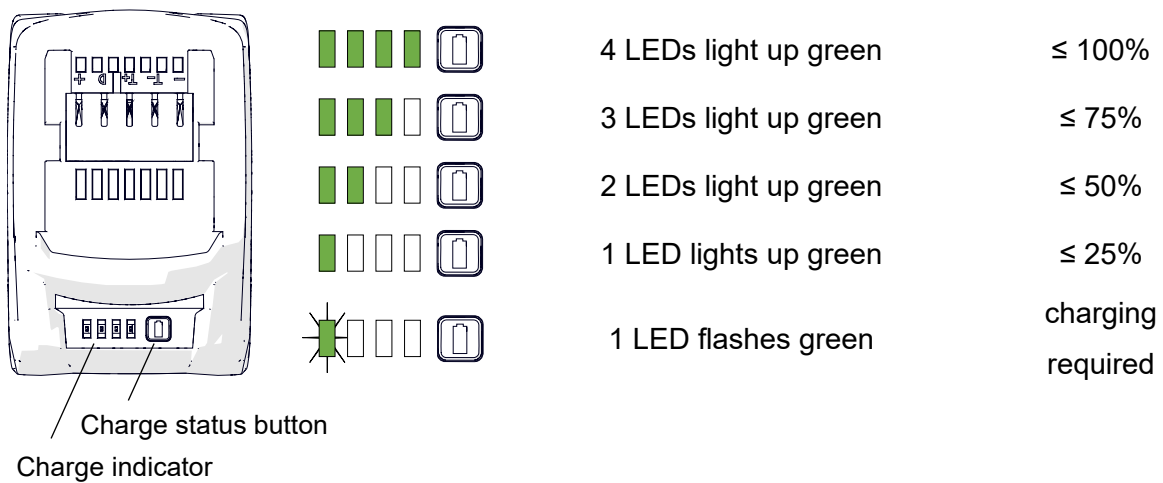 + D T+ T- −
4 LEDs light up green ≤ 100%
3 LEDs light up green ≤ 75%
2 LEDs light up green ≤ 50%
1 LED lights up green ≤ 25%
1 LED flashes green charging
required
Charge status button
Charge indicator